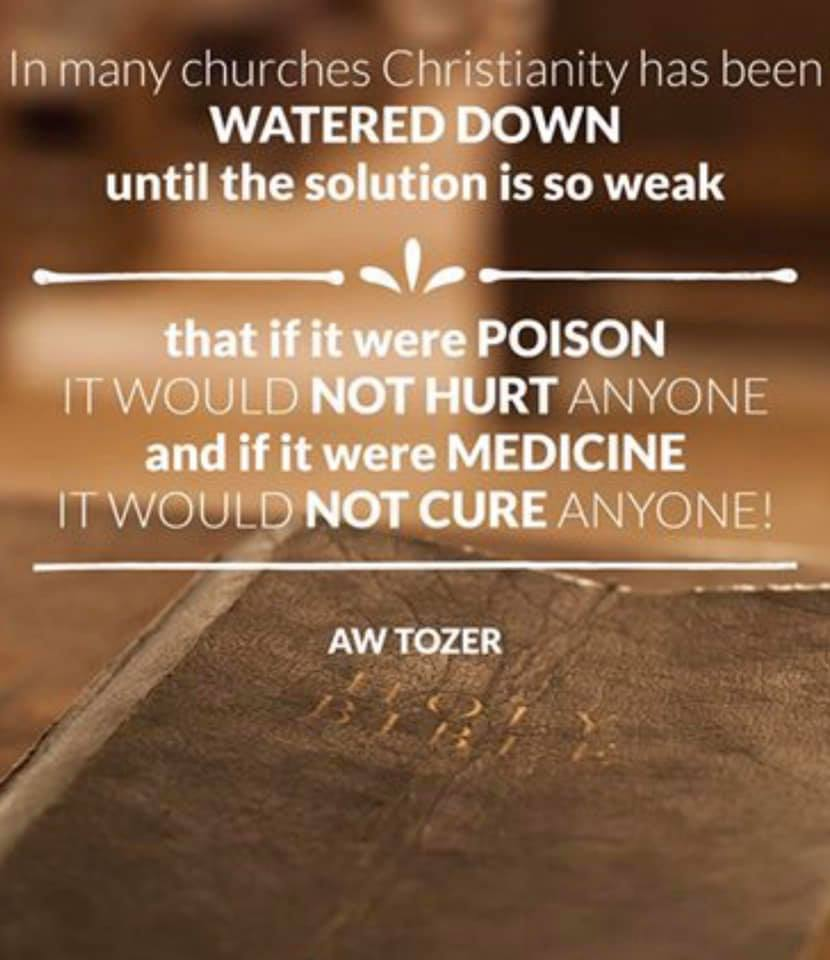 In many churches Christianity has been
WATERED DOWN
until the solution is so weak
that if it were POISON
IT WOULD NOT HURT ANYONE
and if it were MEDICINE
IT WOULD NOT CURE ANYONE!
AW TOZER
HOLY
BIBLE